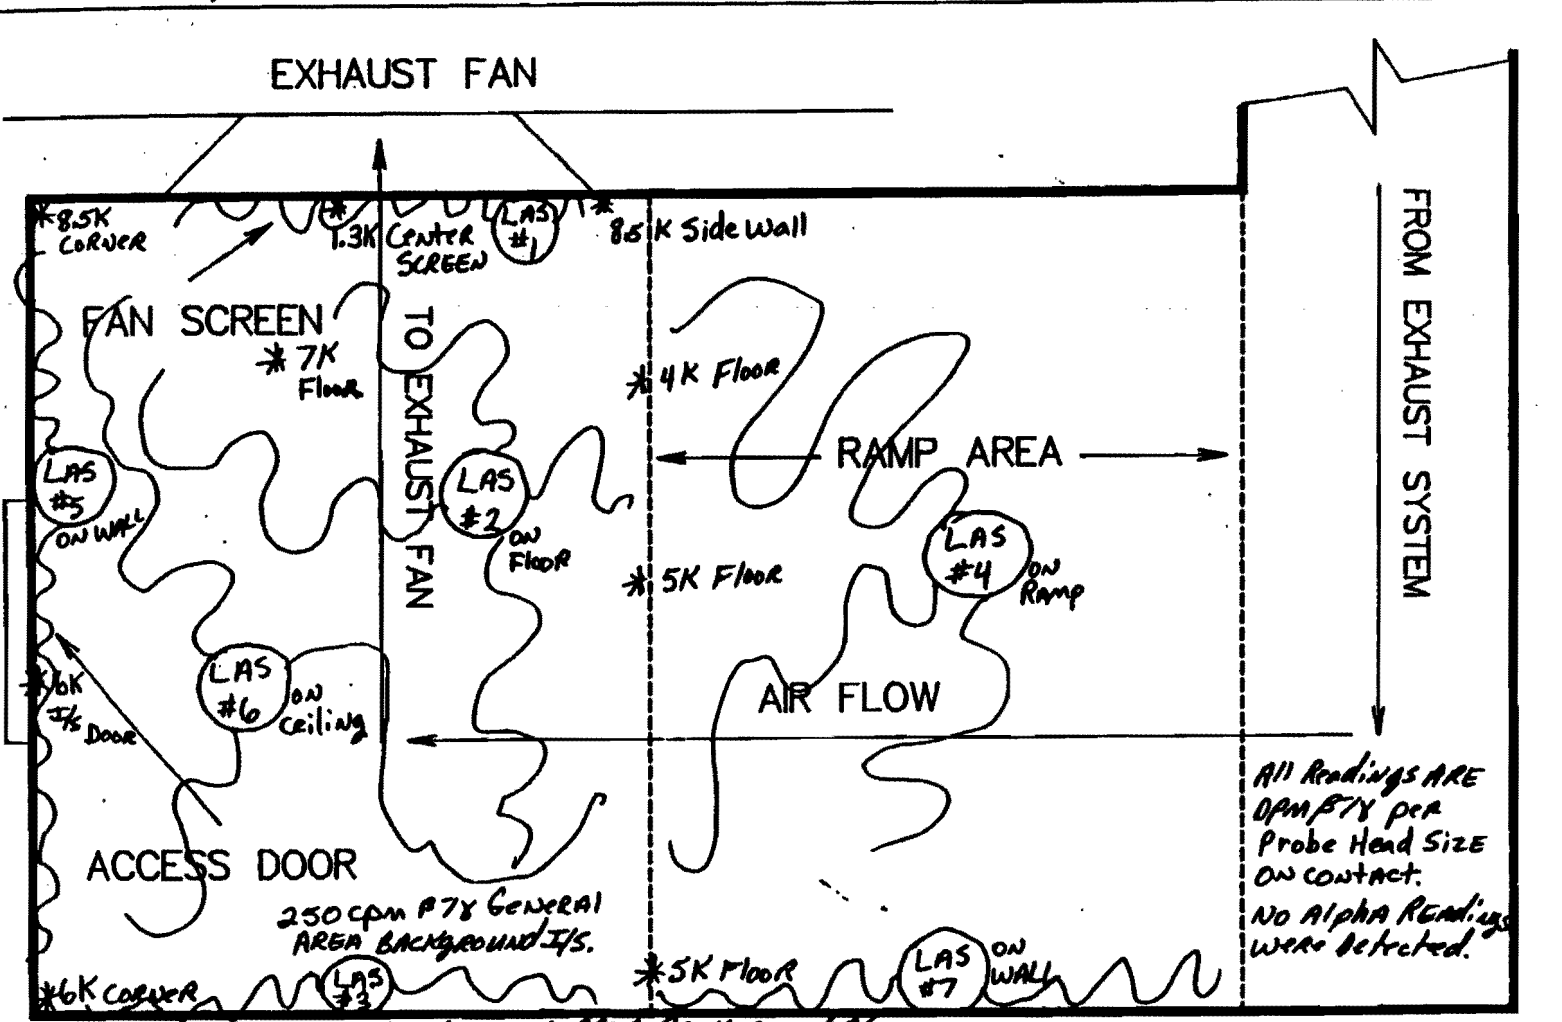 EXHAUST FAN
8.5K
CORNER
1.3K Center
SCREEN
LAS
#1
8.5K Side Wall
FAN SCREEN
7K
Floor
TO EXHAUST FAN
4K Floor
RAMP AREA
FROM EXHAUST SYSTEM
LAS
#5
ON WALL
LAS
#2
ON
Floor
LAS
#4
ON
Ramp
5K Floor
LAS
#6
ON
Ceiling
6K
I/S Door
AIR FLOW
All Readings ARE
DPM β/γ per
Probe Head Size
ON CONTACT.
No Alpha Readings
were Detected.
ACCESS DOOR
250 cpm β/γ General
AREA BACKGROUND I/S.
6K CORNER
LAS
#3
5K Floor
LAS
#7
ON
WALL